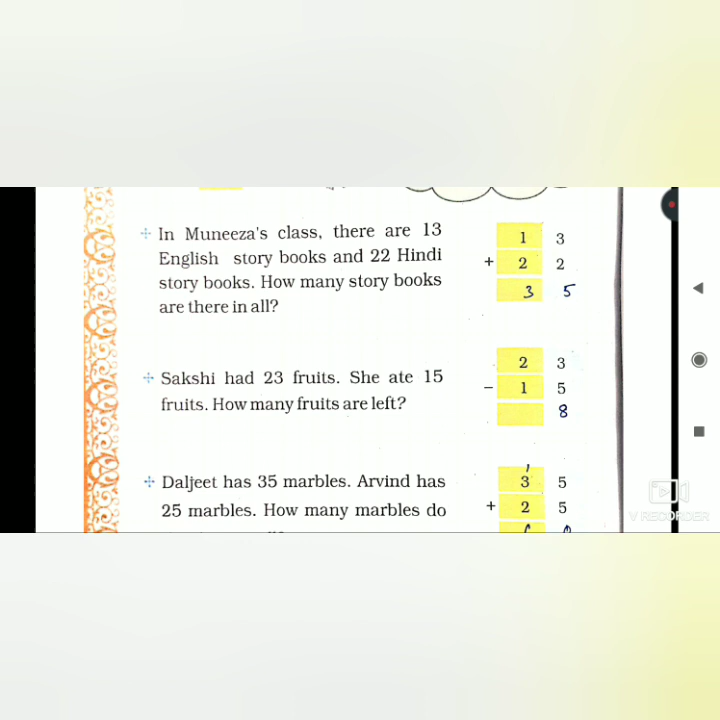 In Muneeza's class, there are 13
English story books and 22 Hindi
story books. How many story books
are there in all?
1 3
+ 2 2
3 5
Sakshi had 23 fruits. She ate 15
fruits. How many fruits are left?
2 3
- 1 5
8
Daljeet has 35 marbles. Arvind has
25 marbles. How many marbles do
1
3 5
+ 2 5
V RECORDER